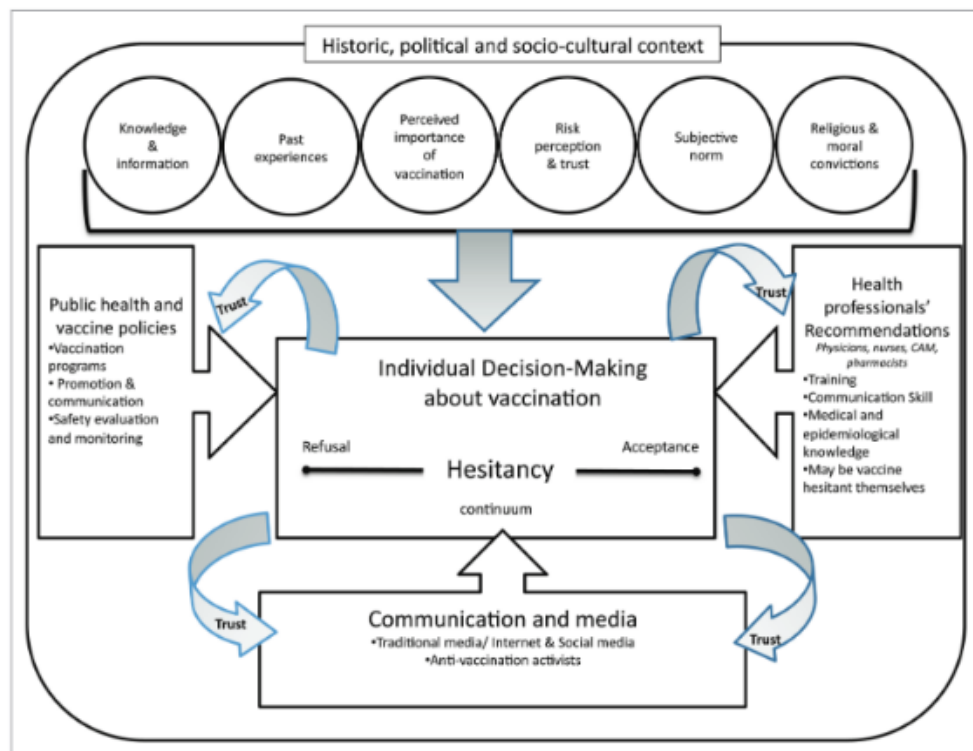 Historic, political and socio-cultural context
Knowledge
&
information
Past
experiences
Perceived
importance
of
vaccination
Risk
perception
& trust
Subjective
norm
Religious &
moral
convictions
Trust
Trust
Public health and
vaccine policies
•Vaccination
programs
• Promotion &
communication
•Safety evaluation
and monitoring
Individual Decision-Making
about vaccination
Refusal
Acceptance
Hesitancy
continuum
Health
professionals’
Recommendations
Physicians, nurses, CAM,
pharmacists
•Training
•Communication Skill
•Medical and
epidemiological
knowledge
•May be vaccine
hesitant themselves
Trust
Trust
Communication and media
•Traditional media/ Internet & Social media
•Anti-vaccination activists